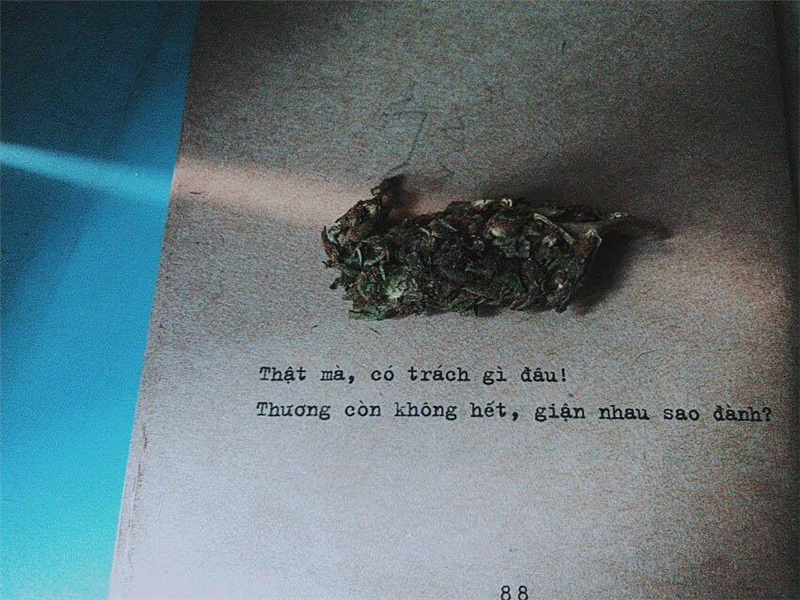 Thật mà, có trách gì đâu!
Thương còn không hết, giận nhau sao đành?
88